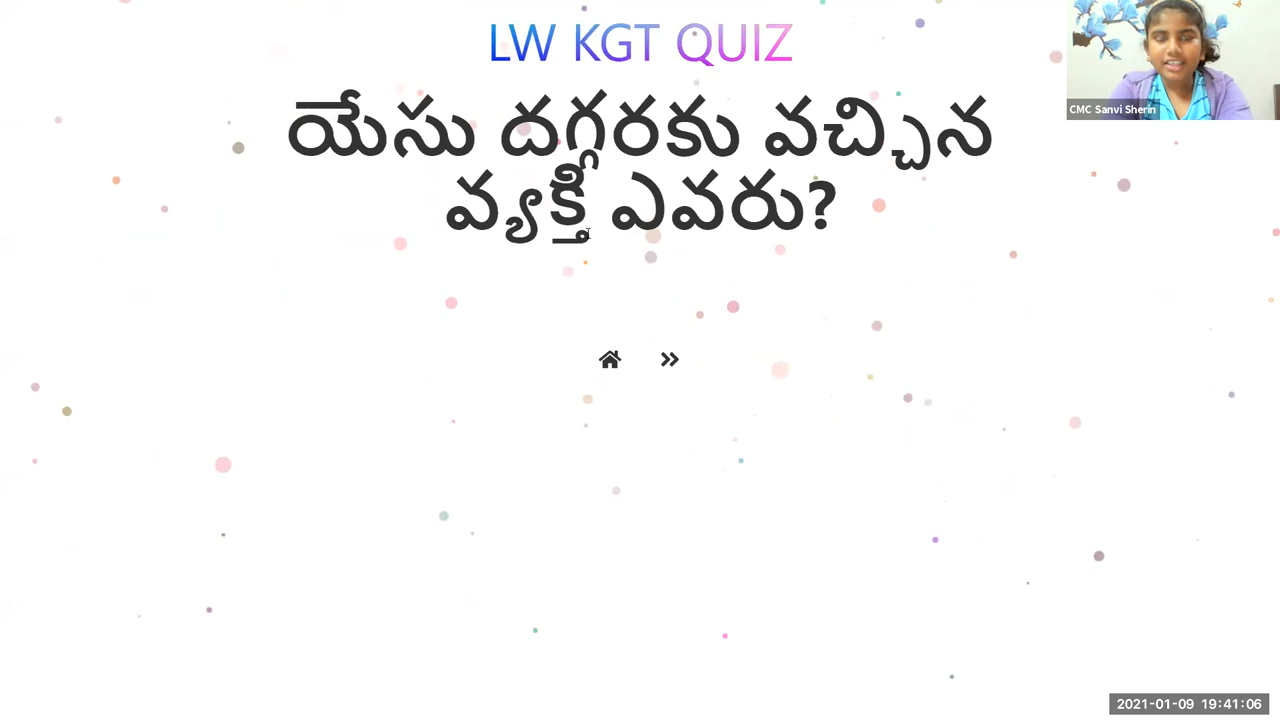 LW KGT QUIZ
యేసు దగ్గరకు వచ్చిన
వ్యక్తి ఎవరు?
CMC Sanvi Sherin
2021-01-09 19:41:06